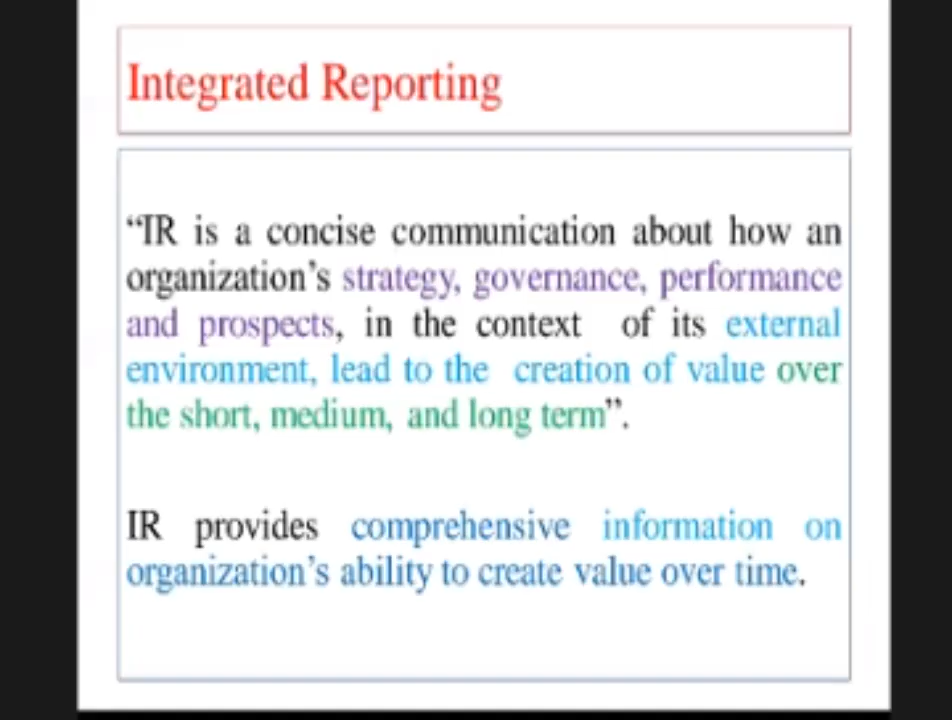 Integrated Reporting
“IR is a concise communication about how an
organization’s strategy, governance, performance
and prospects, in the context of its external
environment, lead to the creation of value over
the short, medium, and long term”.
IR provides comprehensive information on
organization’s ability to create value over time.